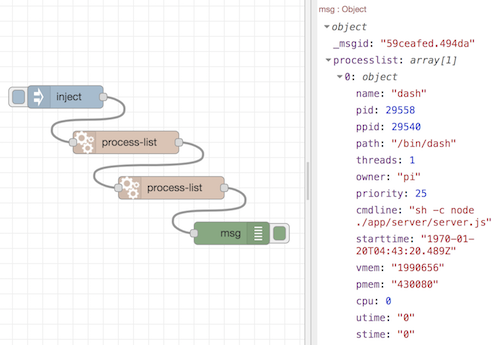 inject
process-list
process-list
msg
msg : Object
object
_msgid: "59ceafed.494da"
processlist: array[1]
0: object
name: "dash"
pid: 29558
ppid: 29540
path: "/bin/dash"
threads: 1
owner: "pi"
priority: 25
cmdline: "sh -c node
./app/server/server.js"
starttime: "1970-01-
20T04:43:20.489Z"
vmem: "1990656"
pmem: "430080"
cpu: 0
utime: "0"
stime: "0"